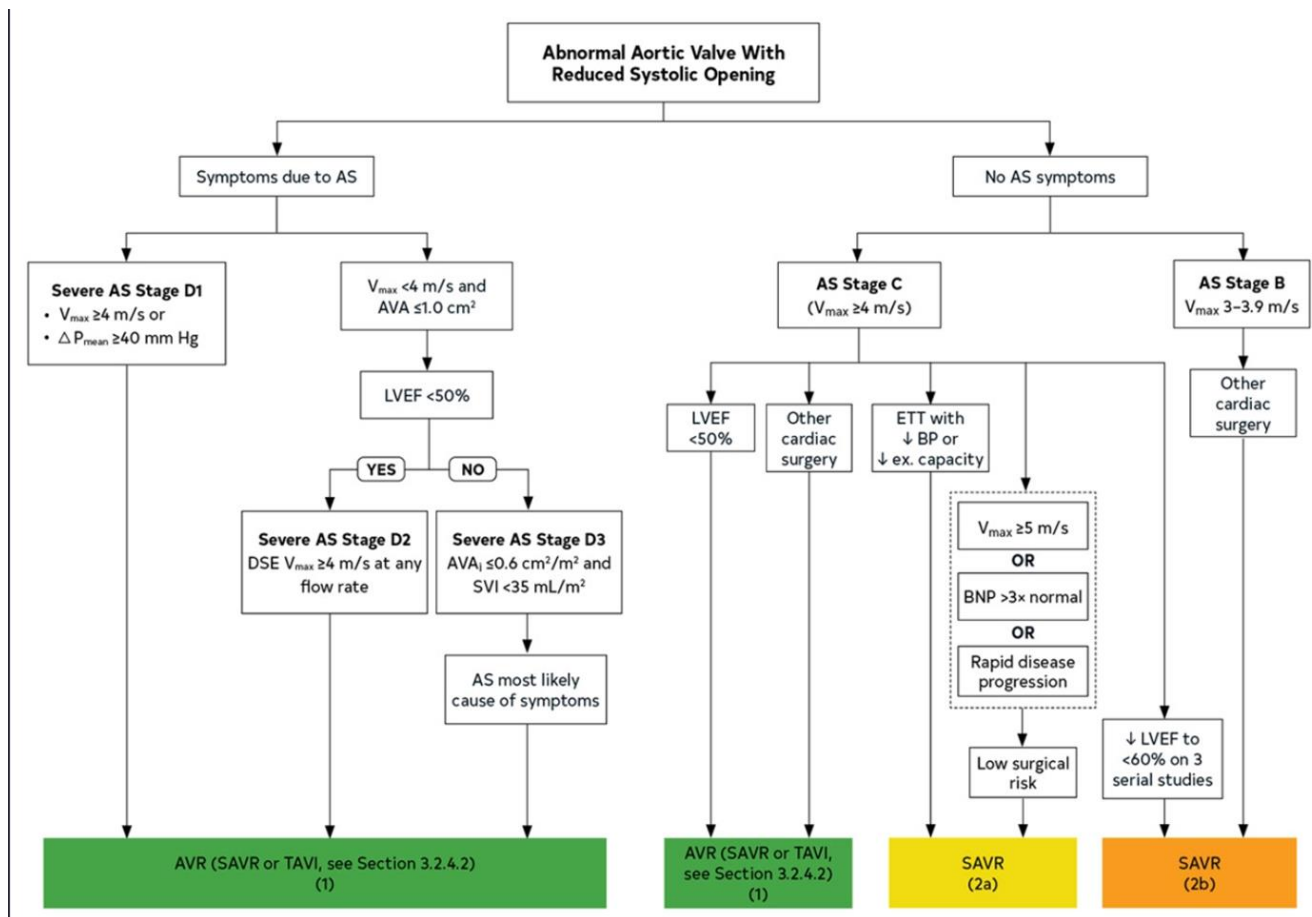 Abnormal Aortic Valve With
Reduced Systolic Opening
Symptoms due to AS
No AS symptoms
Severe AS Stage D1
• Vmax ≥4 m/s or
• △ Pmean ≥40 mm Hg
Vmax <4 m/s and
AVA ≤1.0 cm²
AS Stage C
(Vmax ≥4 m/s)
AS Stage B
Vmax 3–3.9 m/s
LVEF <50%
YES
NO
LVEF
<50%
Other
cardiac
surgery
ETT with
↓ BP or
↓ ex. capacity
Other
cardiac
surgery
Severe AS Stage D2
DSE Vmax ≥4 m/s at any
flow rate
Severe AS Stage D3
AVAi ≤0.6 cm²/m² and
SVI <35 mL/m²
Vmax ≥5 m/s
OR
BNP >3× normal
OR
Rapid disease
progression
AS most likely
cause of symptoms
Low surgical
risk
↓ LVEF to
<60% on 3
serial studies
AVR (SAVR or TAVI, see Section 3.2.4.2)
(1)
AVR (SAVR or TAVI,
see Section 3.2.4.2)
(1)
SAVR
(2a)
SAVR
(2b)